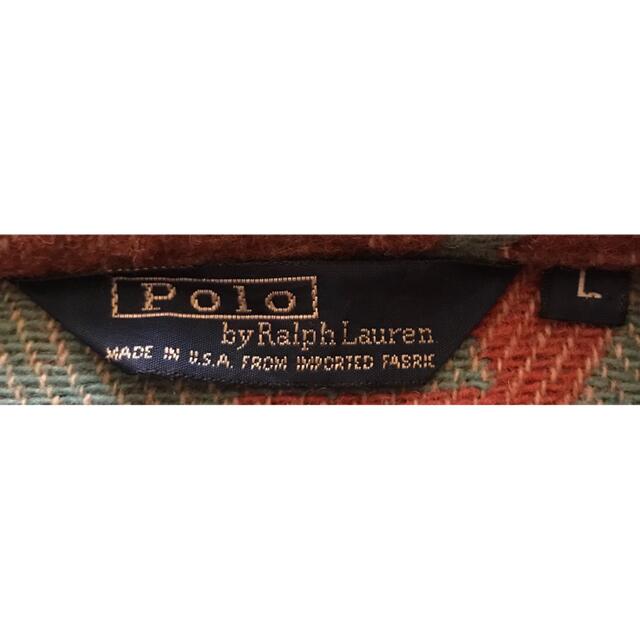 Polo
by Ralph Lauren
MADE IN U.S.A. FROM IMPORTED FABRIC
L